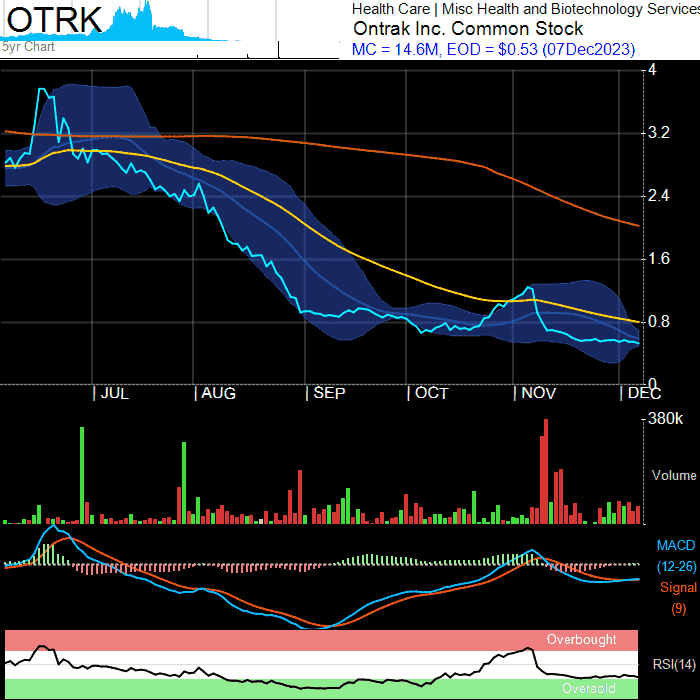 OTRK
5yr Chart
Health Care | Misc Health and Biotechnology Services
Ontrak Inc. Common Stock
MC = 14.6M, EOD = $0.53 (07Dec2023)
4
3.2
2.4
1.6
0.8
0
JUL
AUG
SEP
OCT
NOV
DEC
380k
Volume
MACD
(12-26)
Signal
(9)
Overbought
RSI(14)
Oversold